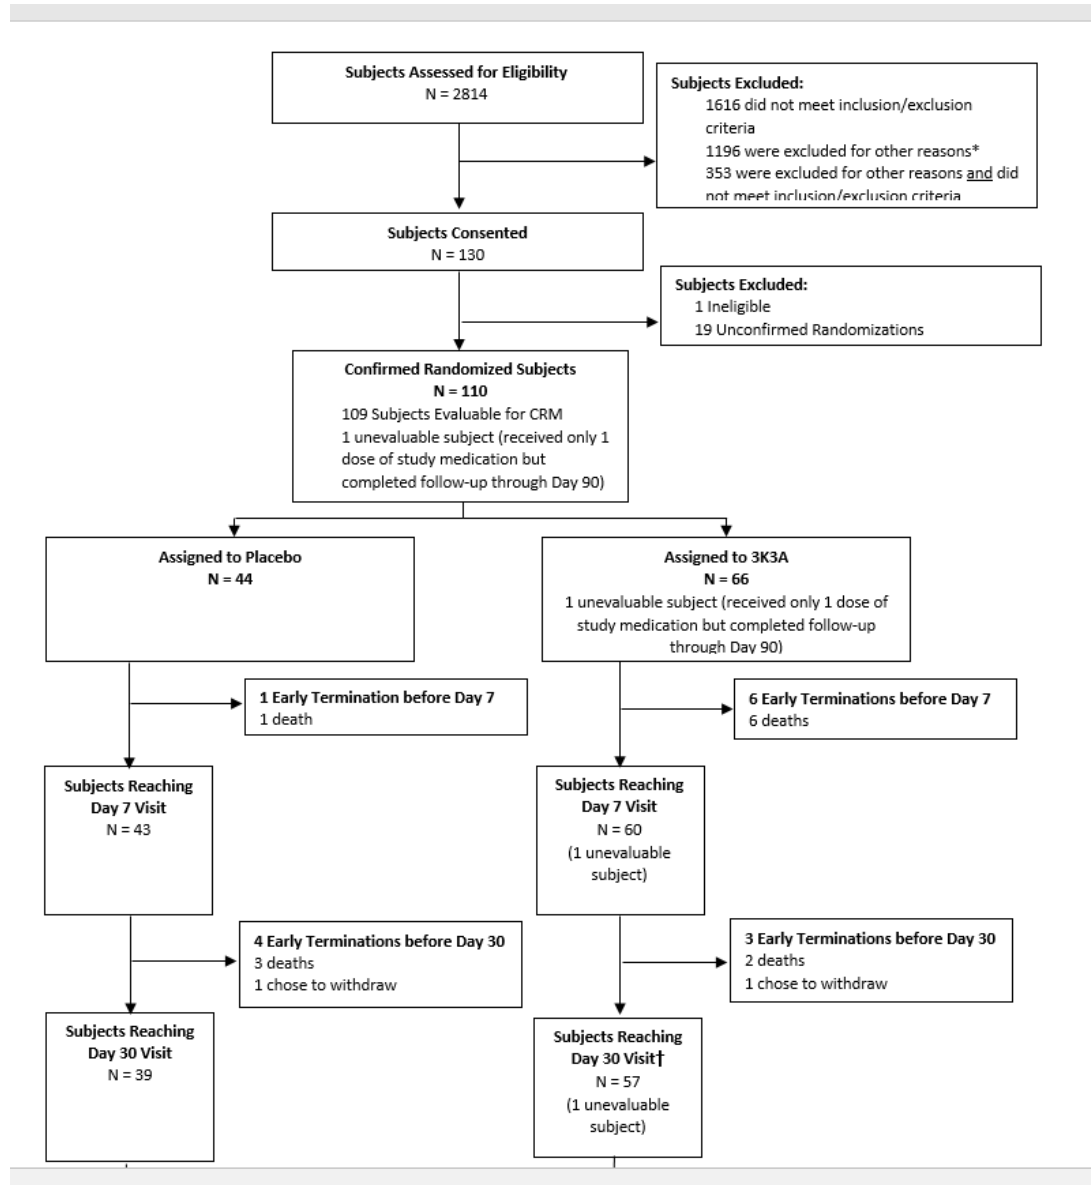 Subjects Assessed for Eligibility
N = 2814
Subjects Excluded:
1616 did not meet inclusion/exclusion
criteria
1196 were excluded for other reasons*
353 were excluded for other reasons and did
not meet inclusion/exclusion criteria
Subjects Consented
N = 130
Subjects Excluded:
1 Ineligible
19 Unconfirmed Randomizations
Confirmed Randomized Subjects
N = 110
109 Subjects Evaluable for CRM
1 unevaluable subject (received only 1
dose of study medication but
completed follow-up through Day 90)
Assigned to Placebo
N = 44
Assigned to 3K3A
N = 66
1 unevaluable subject (received only 1 dose of
study medication but completed follow-up
through Day 90)
1 Early Termination before Day 7
1 death
6 Early Terminations before Day 7
6 deaths
Subjects Reaching
Day 7 Visit
N = 43
Subjects Reaching
Day 7 Visit
N = 60
(1 unevaluable
subject)
4 Early Terminations before Day 30
3 deaths
1 chose to withdraw
3 Early Terminations before Day 30
2 deaths
1 chose to withdraw
Subjects Reaching
Day 30 Visit
N = 39
Subjects Reaching
Day 30 Visit†
N = 57
(1 unevaluable
subject)